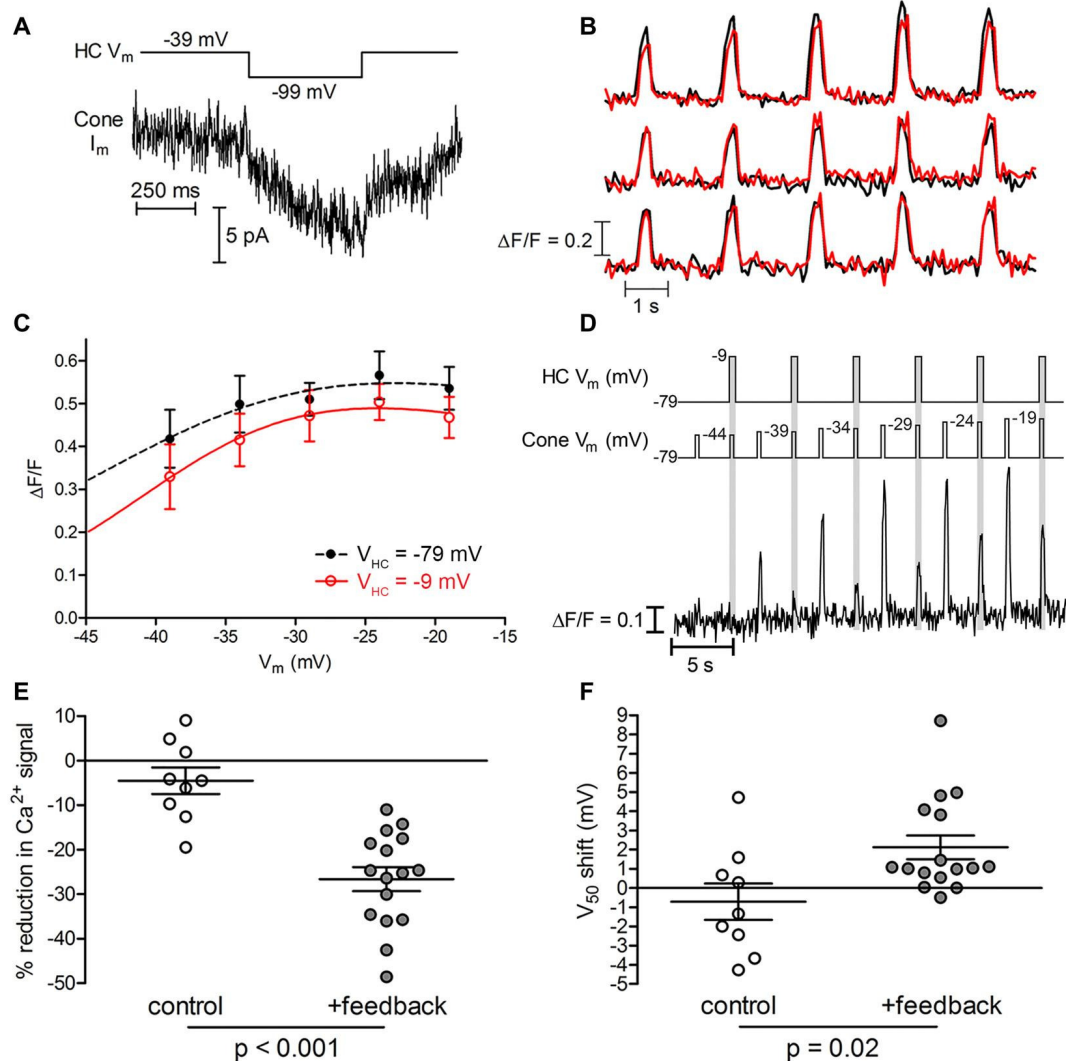 A
B
HC Vm
-39 mV
-99 mV
Cone
Im
250 ms
5 pA
ΔF/F = 0.2
1 s
C
D
0.6
0.5
0.4
0.3
0.2
0.1
0.0
ΔF/F
-45 -40 -35 -30 -25 -20 -15
Vm (mV)
VHC = -79 mV
VHC = -9 mV
-9
HC Vm (mV)
-79
Cone Vm (mV)
-44 -39 -34 -29 -24 -19
-79
ΔF/F = 0.1
5 s
E
F
10
0
-10
-20
-30
-40
-50
% reduction in Ca2+ signal
control +feedback
p < 0.001
9
8
7
6
5
4
3
2
1
0
-1
-2
-3
-4
-5
V50 shift (mV)
control +feedback
p = 0.02